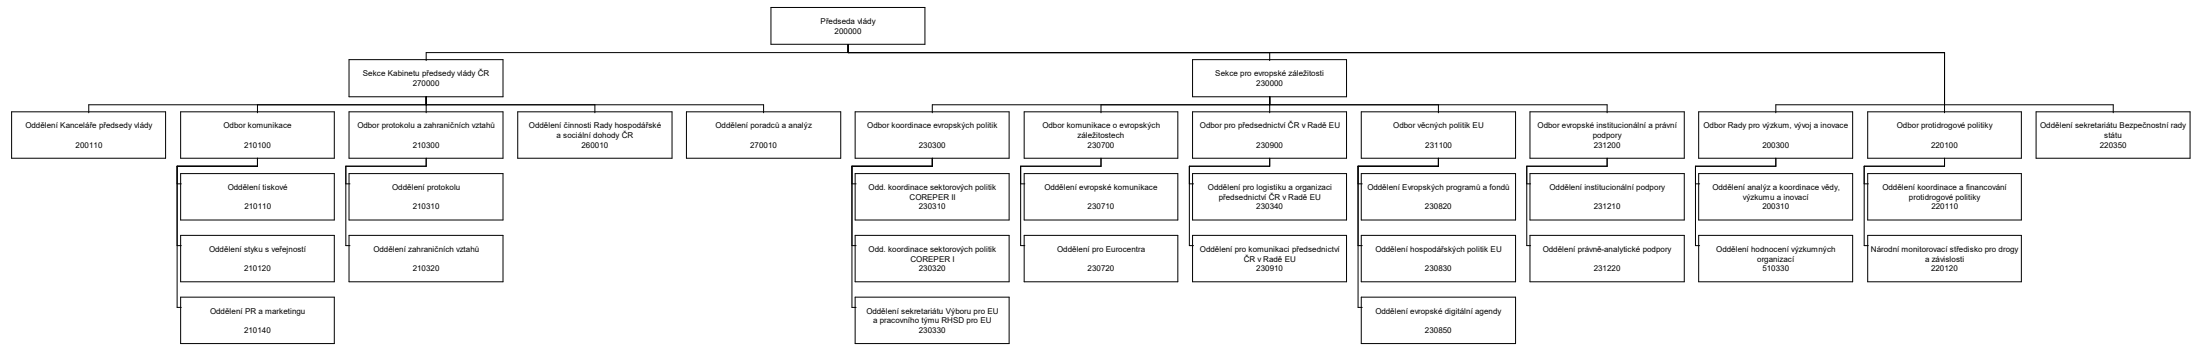 Předseda vlády
200000
Sekce Kabinetu předsedy vlády ČR
270000
Sekce pro evropské záležitosti
230000
Oddělení Kanceláře předsedy vlády
200110
Odbor komunikace
210100
Odbor protokolu a zahraničních vztahů
210300
Oddělení činnosti Rady hospodářské
a sociální dohody ČR
260010
Oddělení poradců a analýz
270010
Odbor koordinace evropských politik
230300
Odbor komunikace o evropských
záležitostech
230700
Odbor pro předsednictví ČR v Radě EU
230900
Odbor věcných politik EU
231100
Odbor evropské institucionální a právní
podpory
231200
Odbor Rady pro výzkum, vývoj a inovace
200300
Odbor protidrogové politiky
220100
Oddělení sekretariátu Bezpečnostní rady
státu
220350
Oddělení tiskové
210110
Oddělení protokolu
210310
Odd. koordinace sektorových politik
COREPER II
230310
Oddělení evropské komunikace
230710
Oddělení pro logistiku a organizaci
předsednictví ČR v Radě EU
230340
Oddělení Evropských programů a fondů
230820
Oddělení institucionální podpory
231210
Oddělení analýz a koordinace vědy,
výzkumu a inovací
200310
Oddělení koordinace a financování
protidrogové politiky
220110
Oddělení styku s veřejností
210120
Oddělení zahraničních vztahů
210320
Odd. koordinace sektorových politik
COREPER I
230320
Oddělení pro Eurocentra
230720
Oddělení pro komunikaci předsednictví
ČR v Radě EU
230910
Oddělení hospodářských politik EU
230830
Oddělení právně-analytické podpory
231220
Oddělení hodnocení výzkumných
organizací
510330
Národní monitorovací středisko pro drogy
a závislosti
220120
Oddělení PR a marketingu
210140
Oddělení sekretariátu Výboru pro EU
a pracovního týmu RHSD pro EU
230330
Oddělení evropské digitální agendy
230850